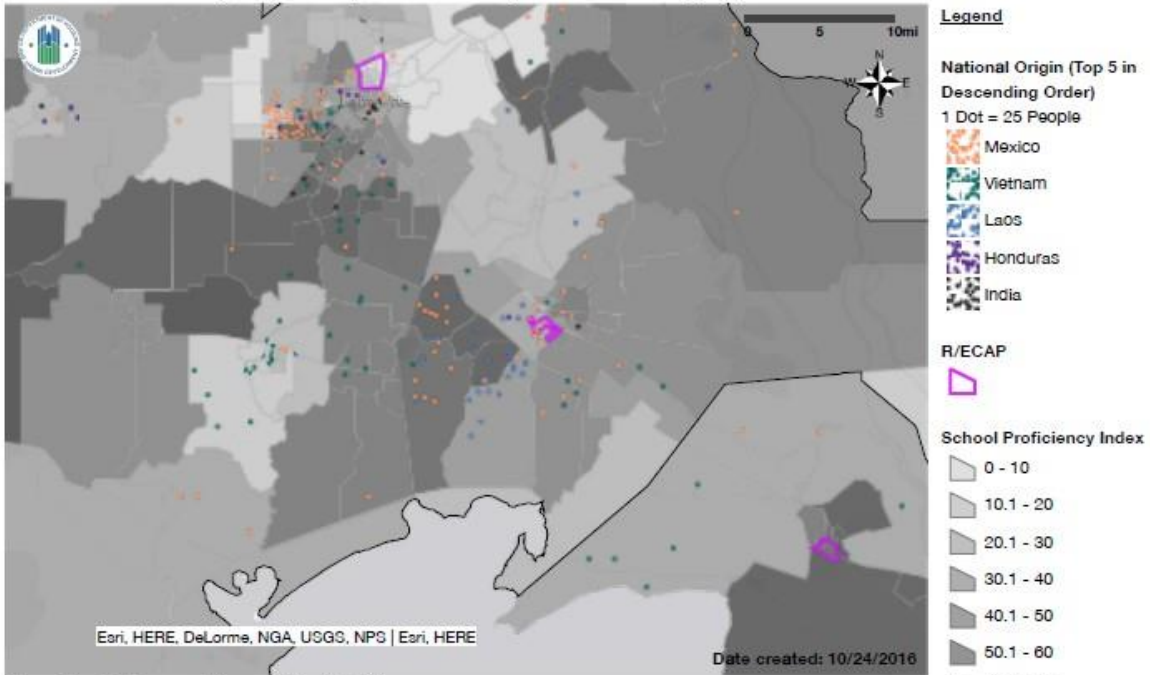 Legend
0 5 10mi
N
W E
S
National Origin (Top 5 in
Descending Order)
1 Dot = 25 People
Mexico
Vietnam
Laos
Honduras
India
R/ECAP
School Proficiency Index
0 - 10
10.1 - 20
20.1 - 30
30.1 - 40
40.1 - 50
50.1 - 60
Esri, HERE, DeLorme, NGA, USGS, NPS | Esri, HERE
Date created: 10/24/2016